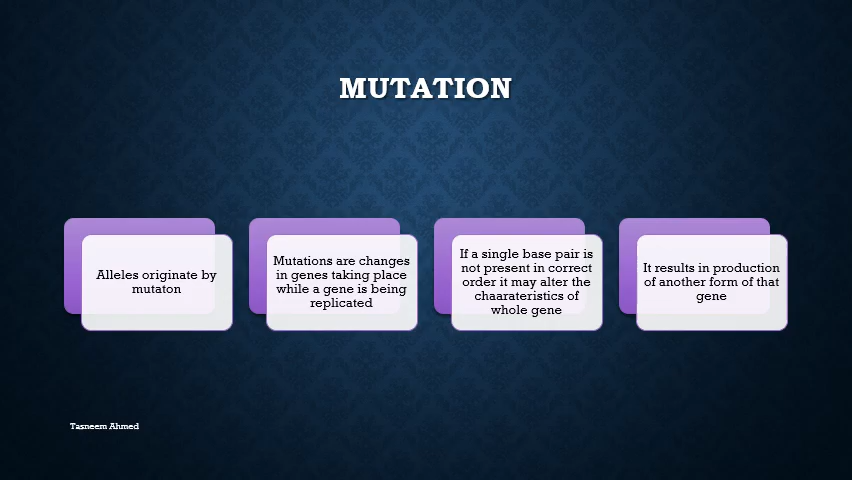 MUTATION
Alleles originate by
mutaton
Mutations are changes
in genes taking place
while a gene is being
replicated
If a single base pair is
not present in correct
order it may alter the
chaarateristics of
whole gene
It results in production
of another form of that
gene
Tasneem Ahmed